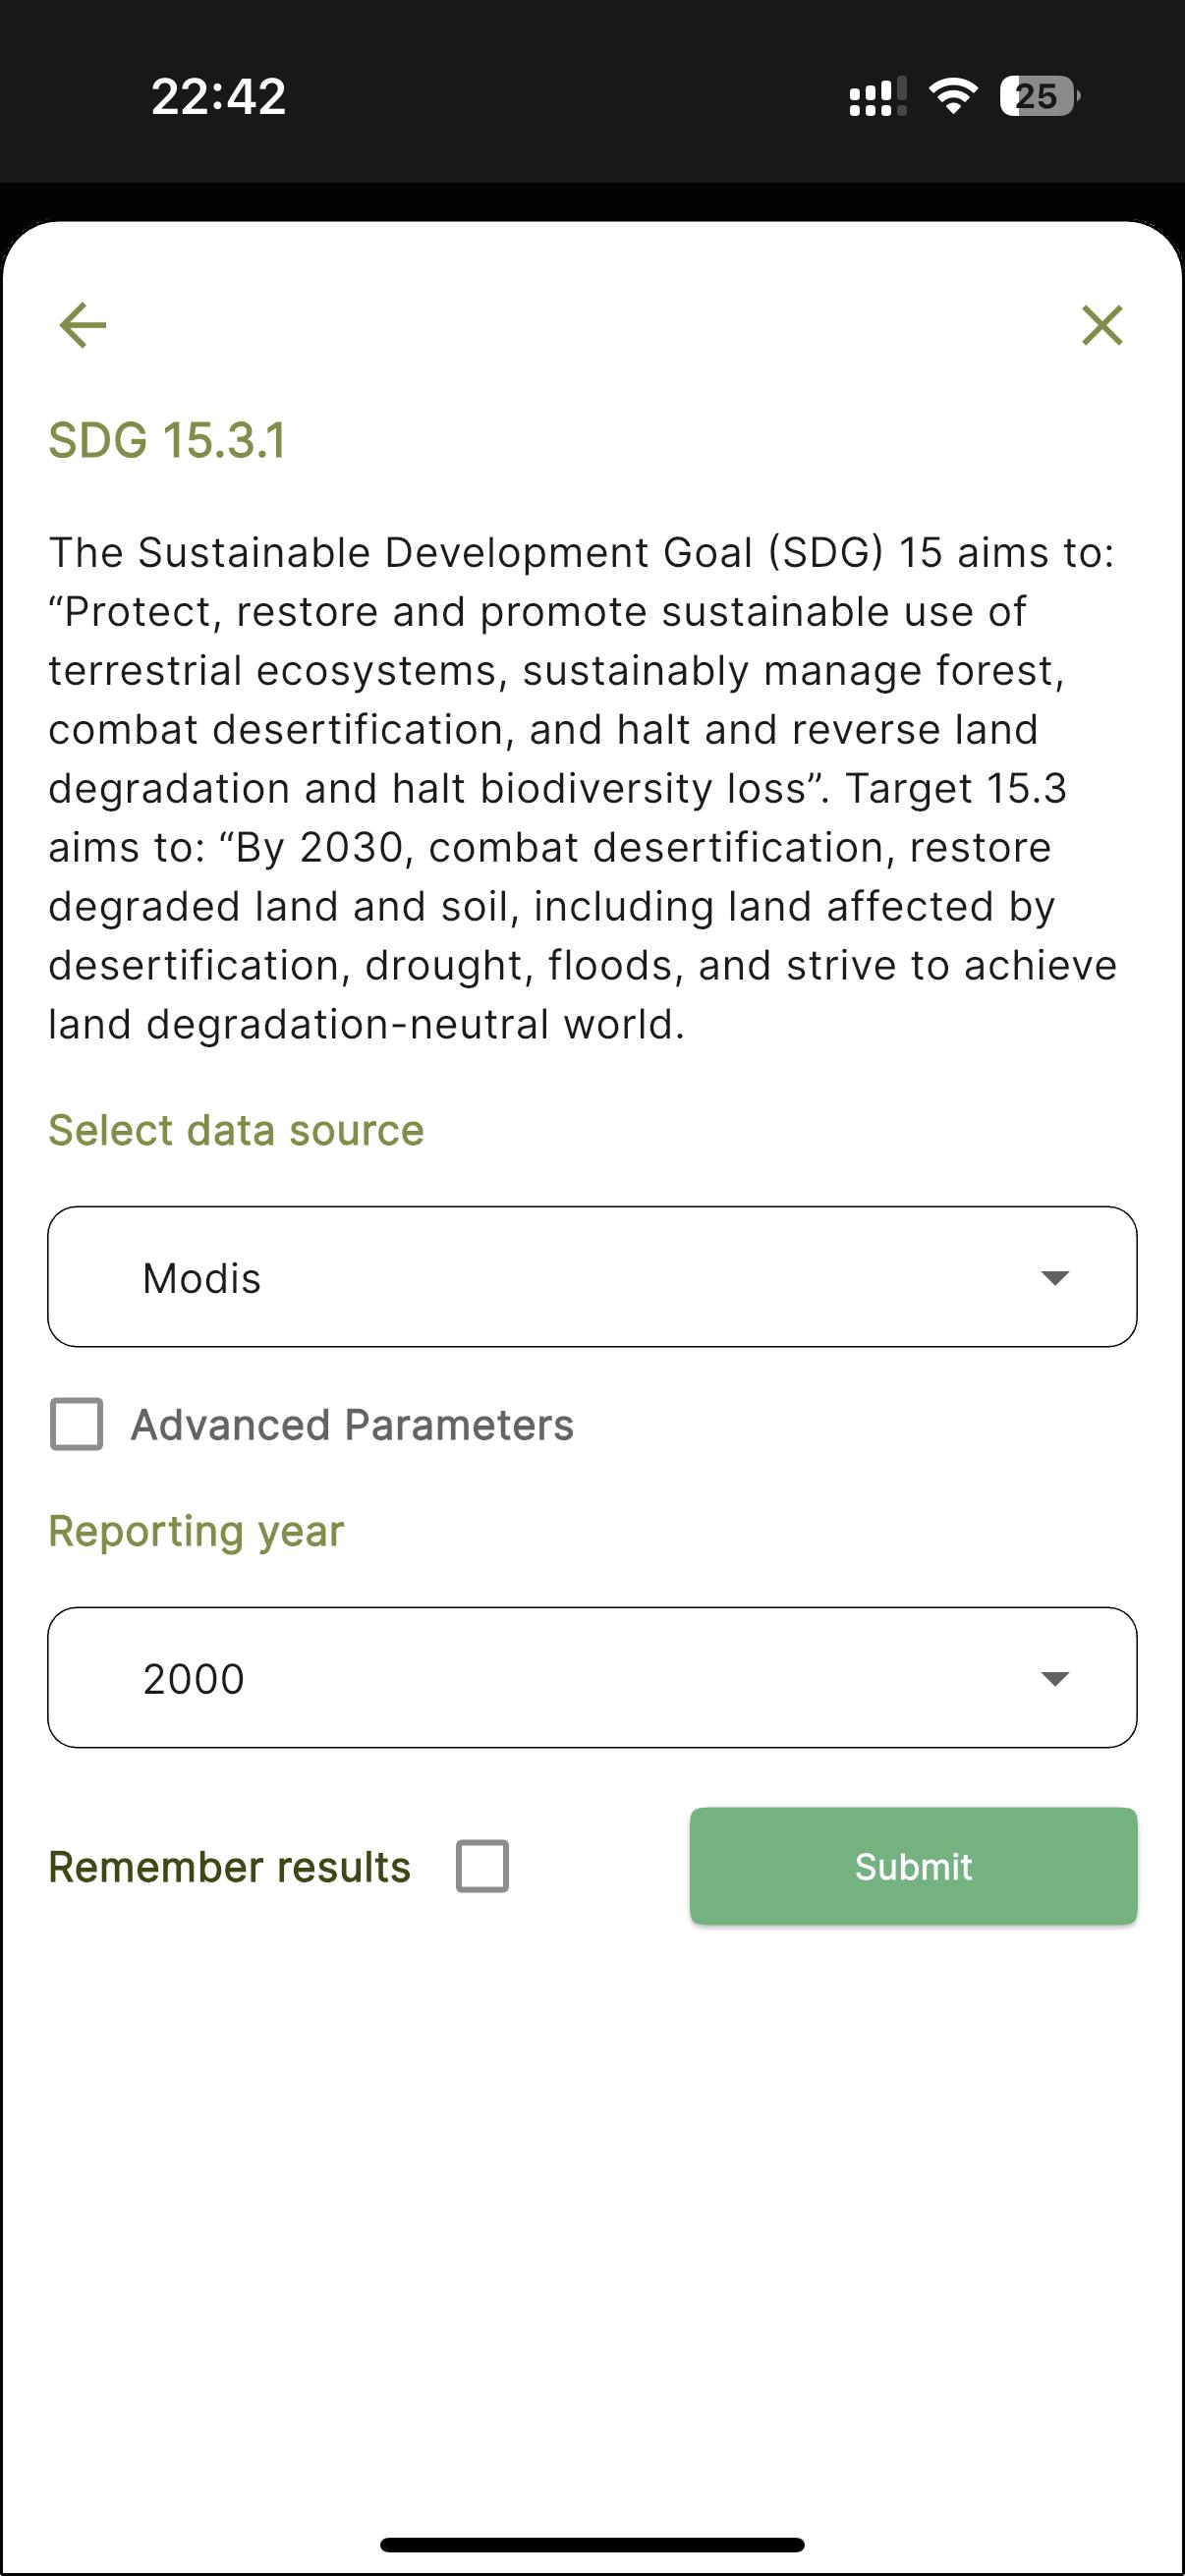 22:42
25
SDG 15.3.1
The Sustainable Development Goal (SDG) 15 aims to:
“Protect, restore and promote sustainable use of
terrestrial ecosystems, sustainably manage forest,
combat desertification, and halt and reverse land
degradation and halt biodiversity loss”. Target 15.3
aims to: “By 2030, combat desertification, restore
degraded land and soil, including land affected by
desertification, drought, floods, and strive to achieve
land degradation-neutral world.
Select data source
Modis
Advanced Parameters
Reporting year
2000
Remember results
Submit